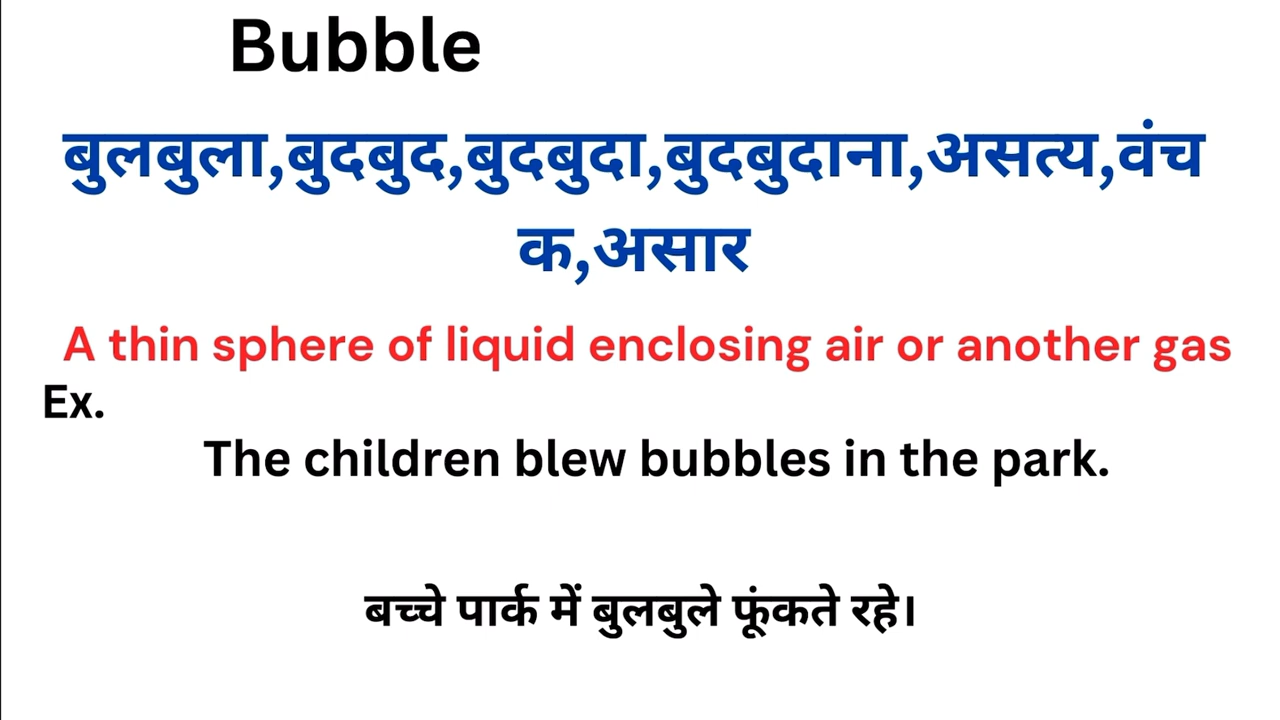 Bubble
बुलबुला,बुदबुद,बुदबुदा,बुदबुदाना,असत्य,वंच
क,असार
A thin sphere of liquid enclosing air or another gas
Ex.
The children blew bubbles in the park.
बच्चे पार्क में बुलबुले फूंकते रहे।